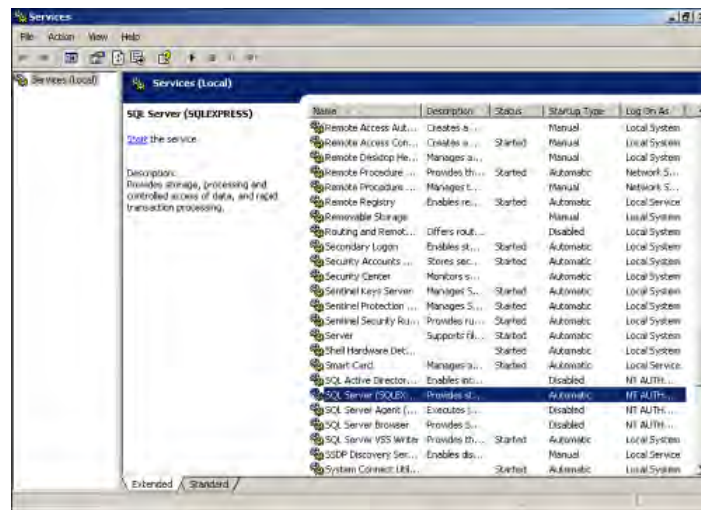 Services
File Action View Help
Services (Local)
Services (Local)
SQL Server (SQLEXPRESS)
Start the service
Description:
Provides storage, processing and
controlled access of data, and rapid
transaction processing.
Name Description Status Startup Type Log On As
Remote Access Aut... Creates a ... Manual Local System
Remote Access Con... Creates a ... Started Manual Local System
Remote Desktop He... Manages a... Manual Local System
Remote Procedure ... Provides th... Started Automatic Network S...
Remote Procedure ... Manages t... Manual Network S...
Remote Registry Enables re... Started Automatic Local Service
Removable Storage Manual Local System
Routing and Remot... Offers rout... Disabled Local System
Secondary Logon Enables st... Started Automatic Local System
Security Accounts ... Stores sec... Started Automatic Local System
Security Center Monitors s... Automatic Local System
Sentinel Keys Server Manages S... Started Automatic Local System
Sentinel Protection ... Manages S... Started Automatic Local System
Sentinel Security Ru... Provides ru... Started Automatic Local System
Server Supports fil... Started Automatic Local System
Shell Hardware Det... Started Automatic Local System
Smart Card Manages a... Started Automatic Local Service
SQL Active Director... Enables int... Disabled NT AUTH...
SQL Server (SQLEX... Provides st... Automatic NT AUTH...
SQL Server Agent (... Executes j... Disabled NT AUTH...
SQL Server Browser Provides S... Disabled NT AUTH...
SQL Server VSS Writer Provides th... Started Automatic Local System
SSDP Discovery Ser... Enables dis... Manual Local Service
System Connect Util... Started Automatic Local System
Extended Standard